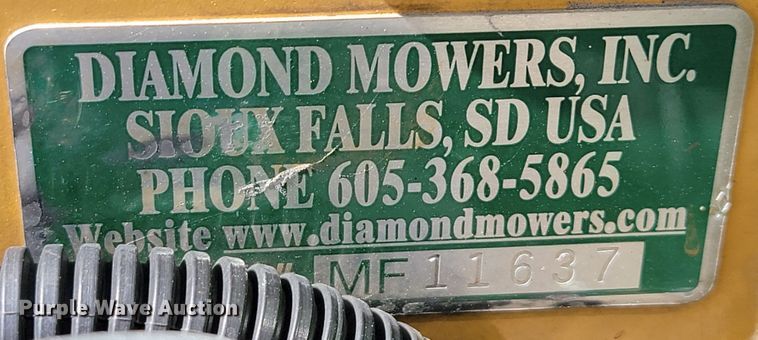 DIAMOND MOWERS, INC.
SIOUX FALLS, SD USA
PHONE 605-368-5865
Website www.diamondmowers.com
# MF11637
Purple Wave Auction